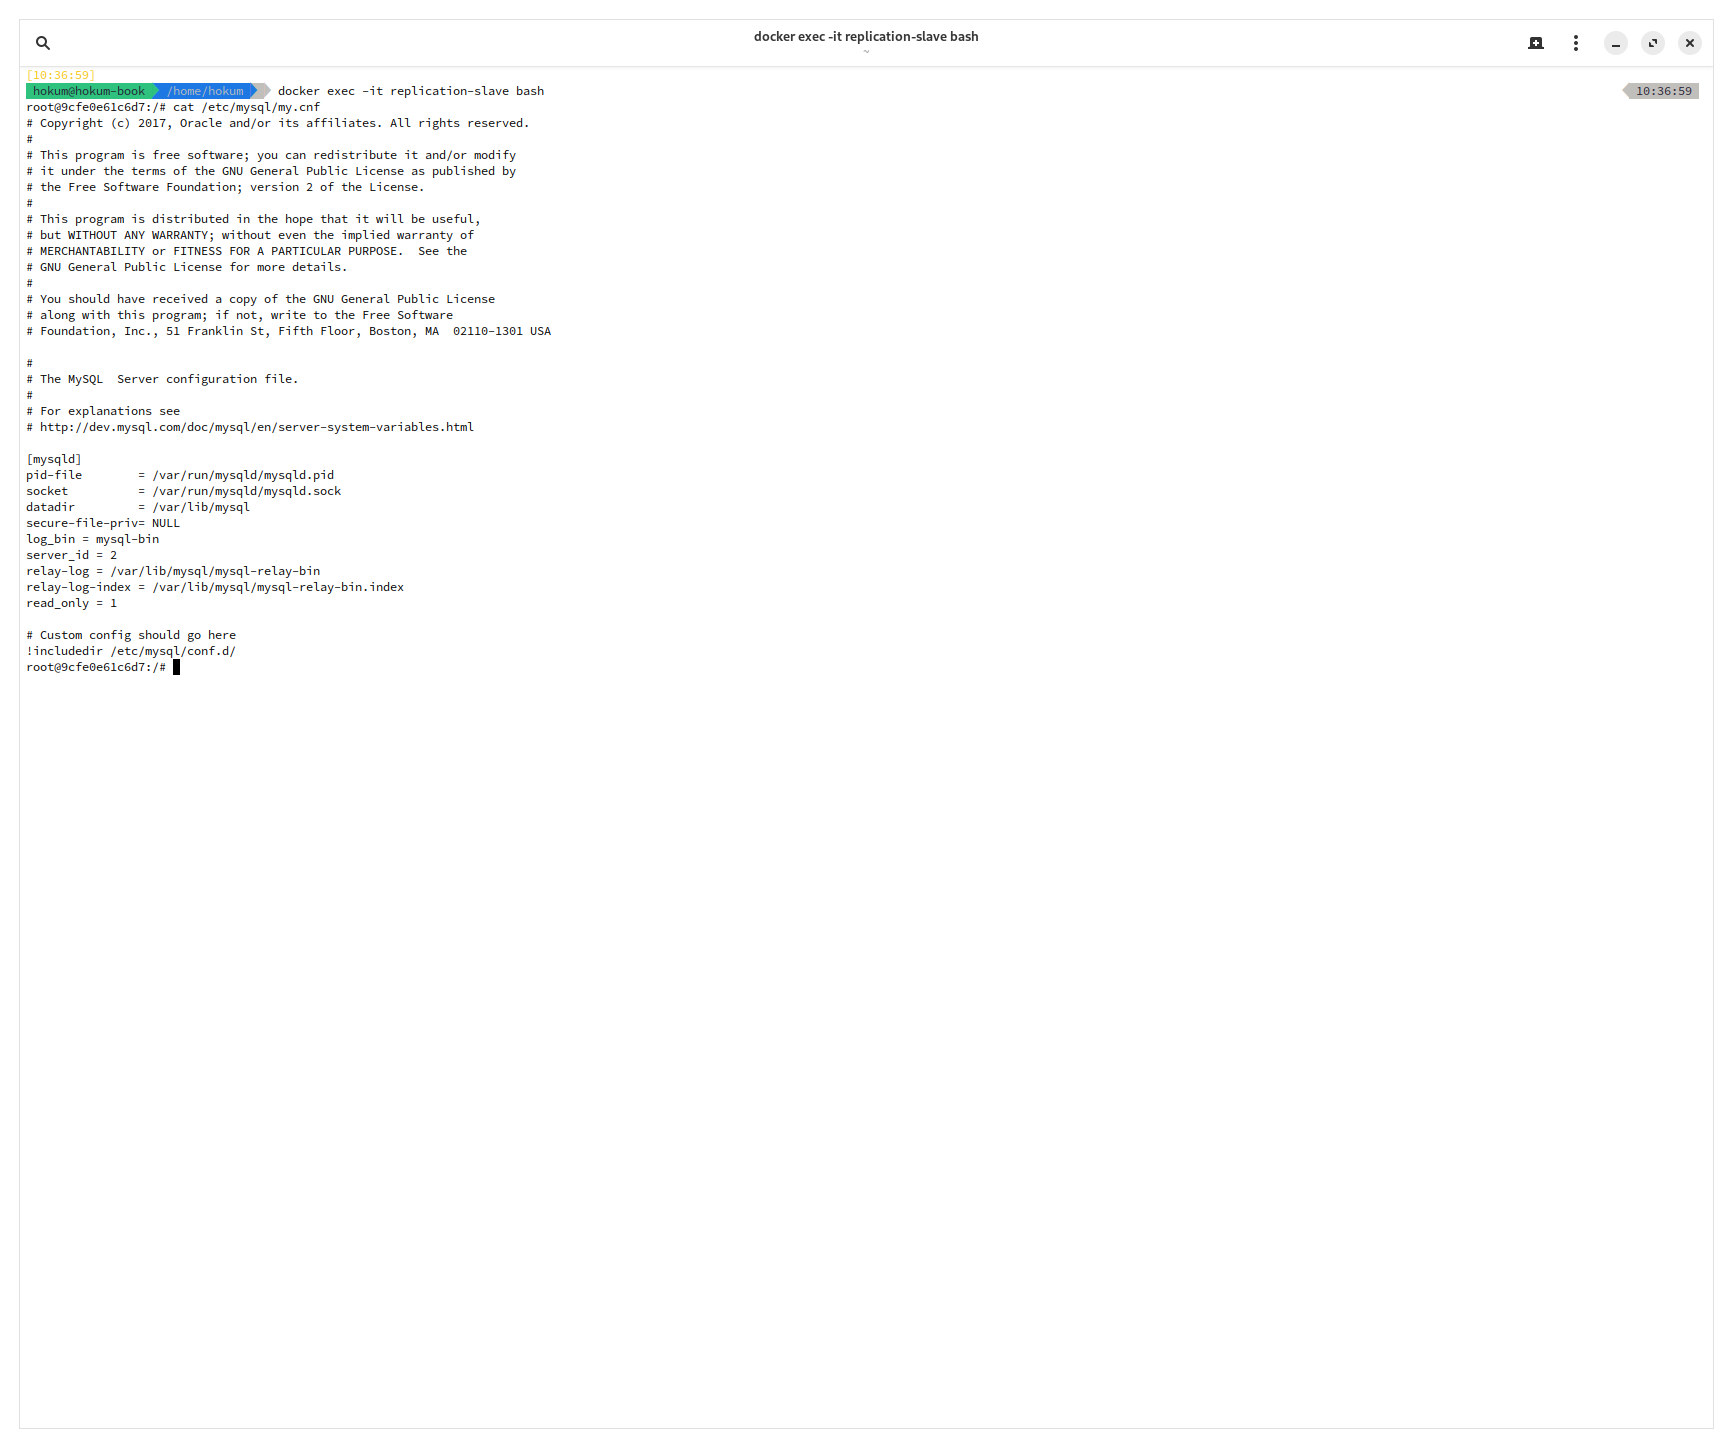 docker exec -it replication-slave bash
~
[10:36:59]
hokum@hokum-book /home/hokum docker exec -it replication-slave bash 10:36:59
root@9cfe0e61c6d7:/# cat /etc/mysql/my.cnf
# Copyright (c) 2017, Oracle and/or its affiliates. All rights reserved.
#
# This program is free software; you can redistribute it and/or modify
# it under the terms of the GNU General Public License as published by
# the Free Software Foundation; version 2 of the License.
#
# This program is distributed in the hope that it will be useful,
# but WITHOUT ANY WARRANTY; without even the implied warranty of
# MERCHANTABILITY or FITNESS FOR A PARTICULAR PURPOSE.  See the
# GNU General Public License for more details.
#
# You should have received a copy of the GNU General Public License
# along with this program; if not, write to the Free Software
# Foundation, Inc., 51 Franklin St, Fifth Floor, Boston, MA  02110-1301 USA

#
# The MySQL  Server configuration file.
#
# For explanations see
# http://dev.mysql.com/doc/mysql/en/server-system-variables.html

[mysqld]
pid-file        = /var/run/mysqld/mysqld.pid
socket          = /var/run/mysqld/mysqld.sock
datadir         = /var/lib/mysql
secure-file-priv= NULL
log_bin = mysql-bin
server_id = 2
relay-log = /var/lib/mysql/mysql-relay-bin
relay-log-index = /var/lib/mysql/mysql-relay-bin.index
read_only = 1

# Custom config should go here
!includedir /etc/mysql/conf.d/
root@9cfe0e61c6d7:/#